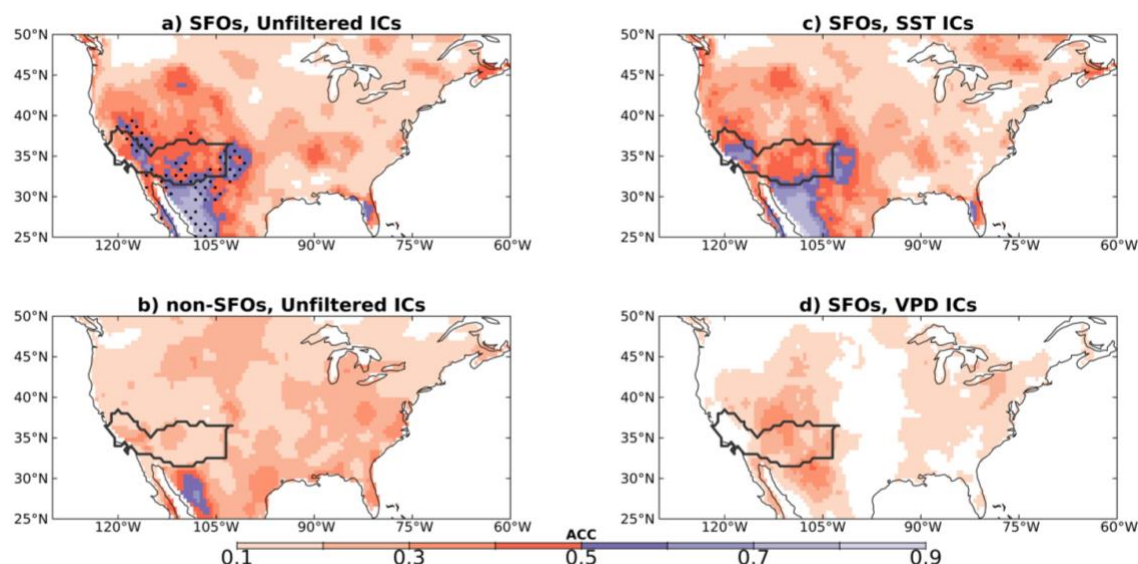 a) SFOs, Unfiltered ICs
50°N
45°N
40°N
35°N
30°N
25°N
120°W 105°W 90°W 75°W 60°W
c) SFOs, SST ICs
50°N
45°N
40°N
35°N
30°N
25°N
120°W 105°W 90°W 75°W 60°W
b) non-SFOs, Unfiltered ICs
50°N
45°N
40°N
35°N
30°N
25°N
120°W 105°W 90°W 75°W 60°W
d) SFOs, VPD ICs
50°N
45°N
40°N
35°N
30°N
25°N
120°W 105°W 90°W 75°W 60°W
ACC
0.1 0.3 0.5 0.7 0.9